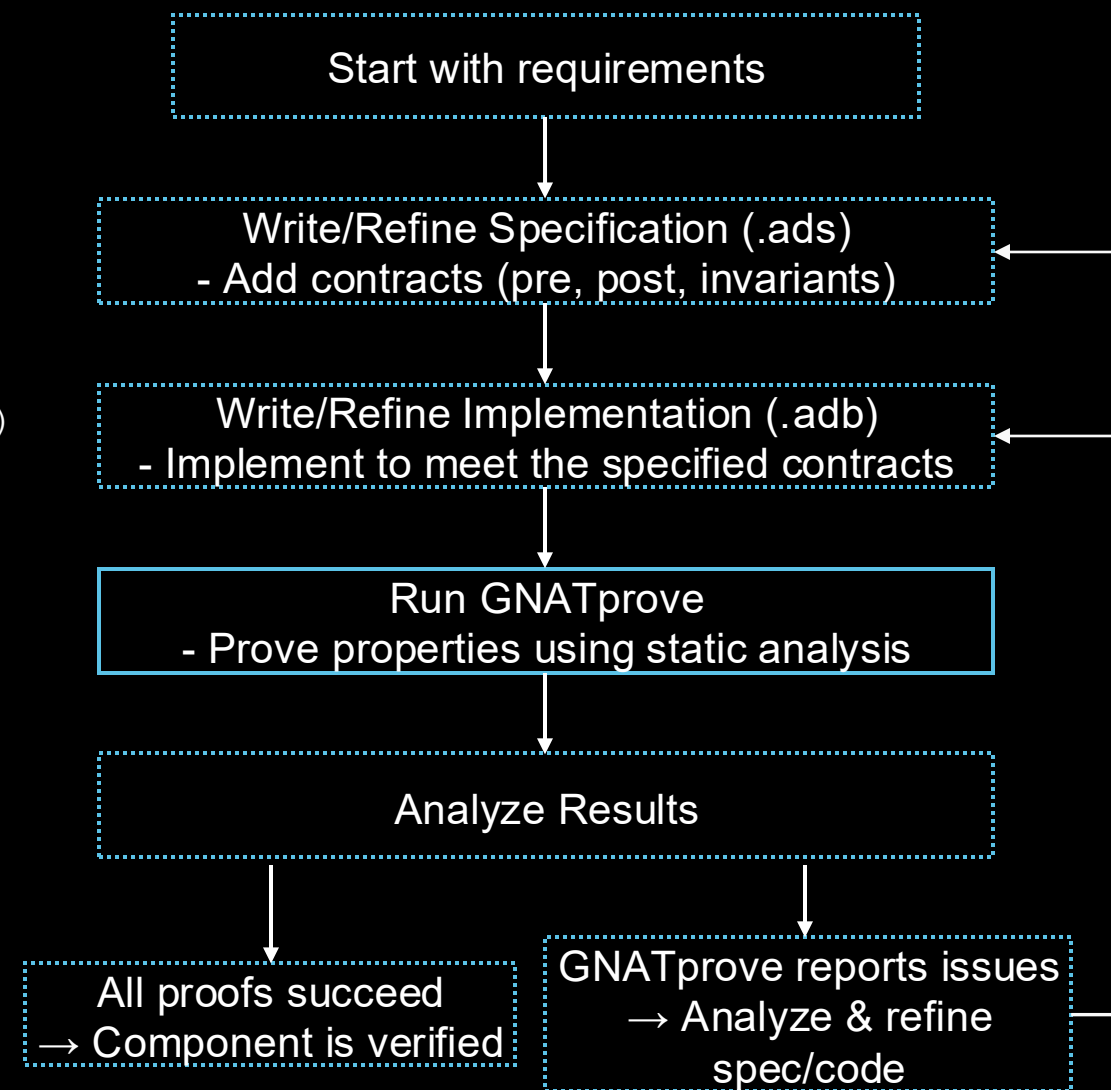 Start with requirements
Write/Refine Specification (.ads)
- Add contracts (pre, post, invariants)
)
Write/Refine Implementation (.adb)
- Implement to meet the specified contracts
Run GNATprove
- Prove properties using static analysis
Analyze Results
All proofs succeed
→ Component is verified
GNATprove reports issues
→ Analyze & refine
spec/code